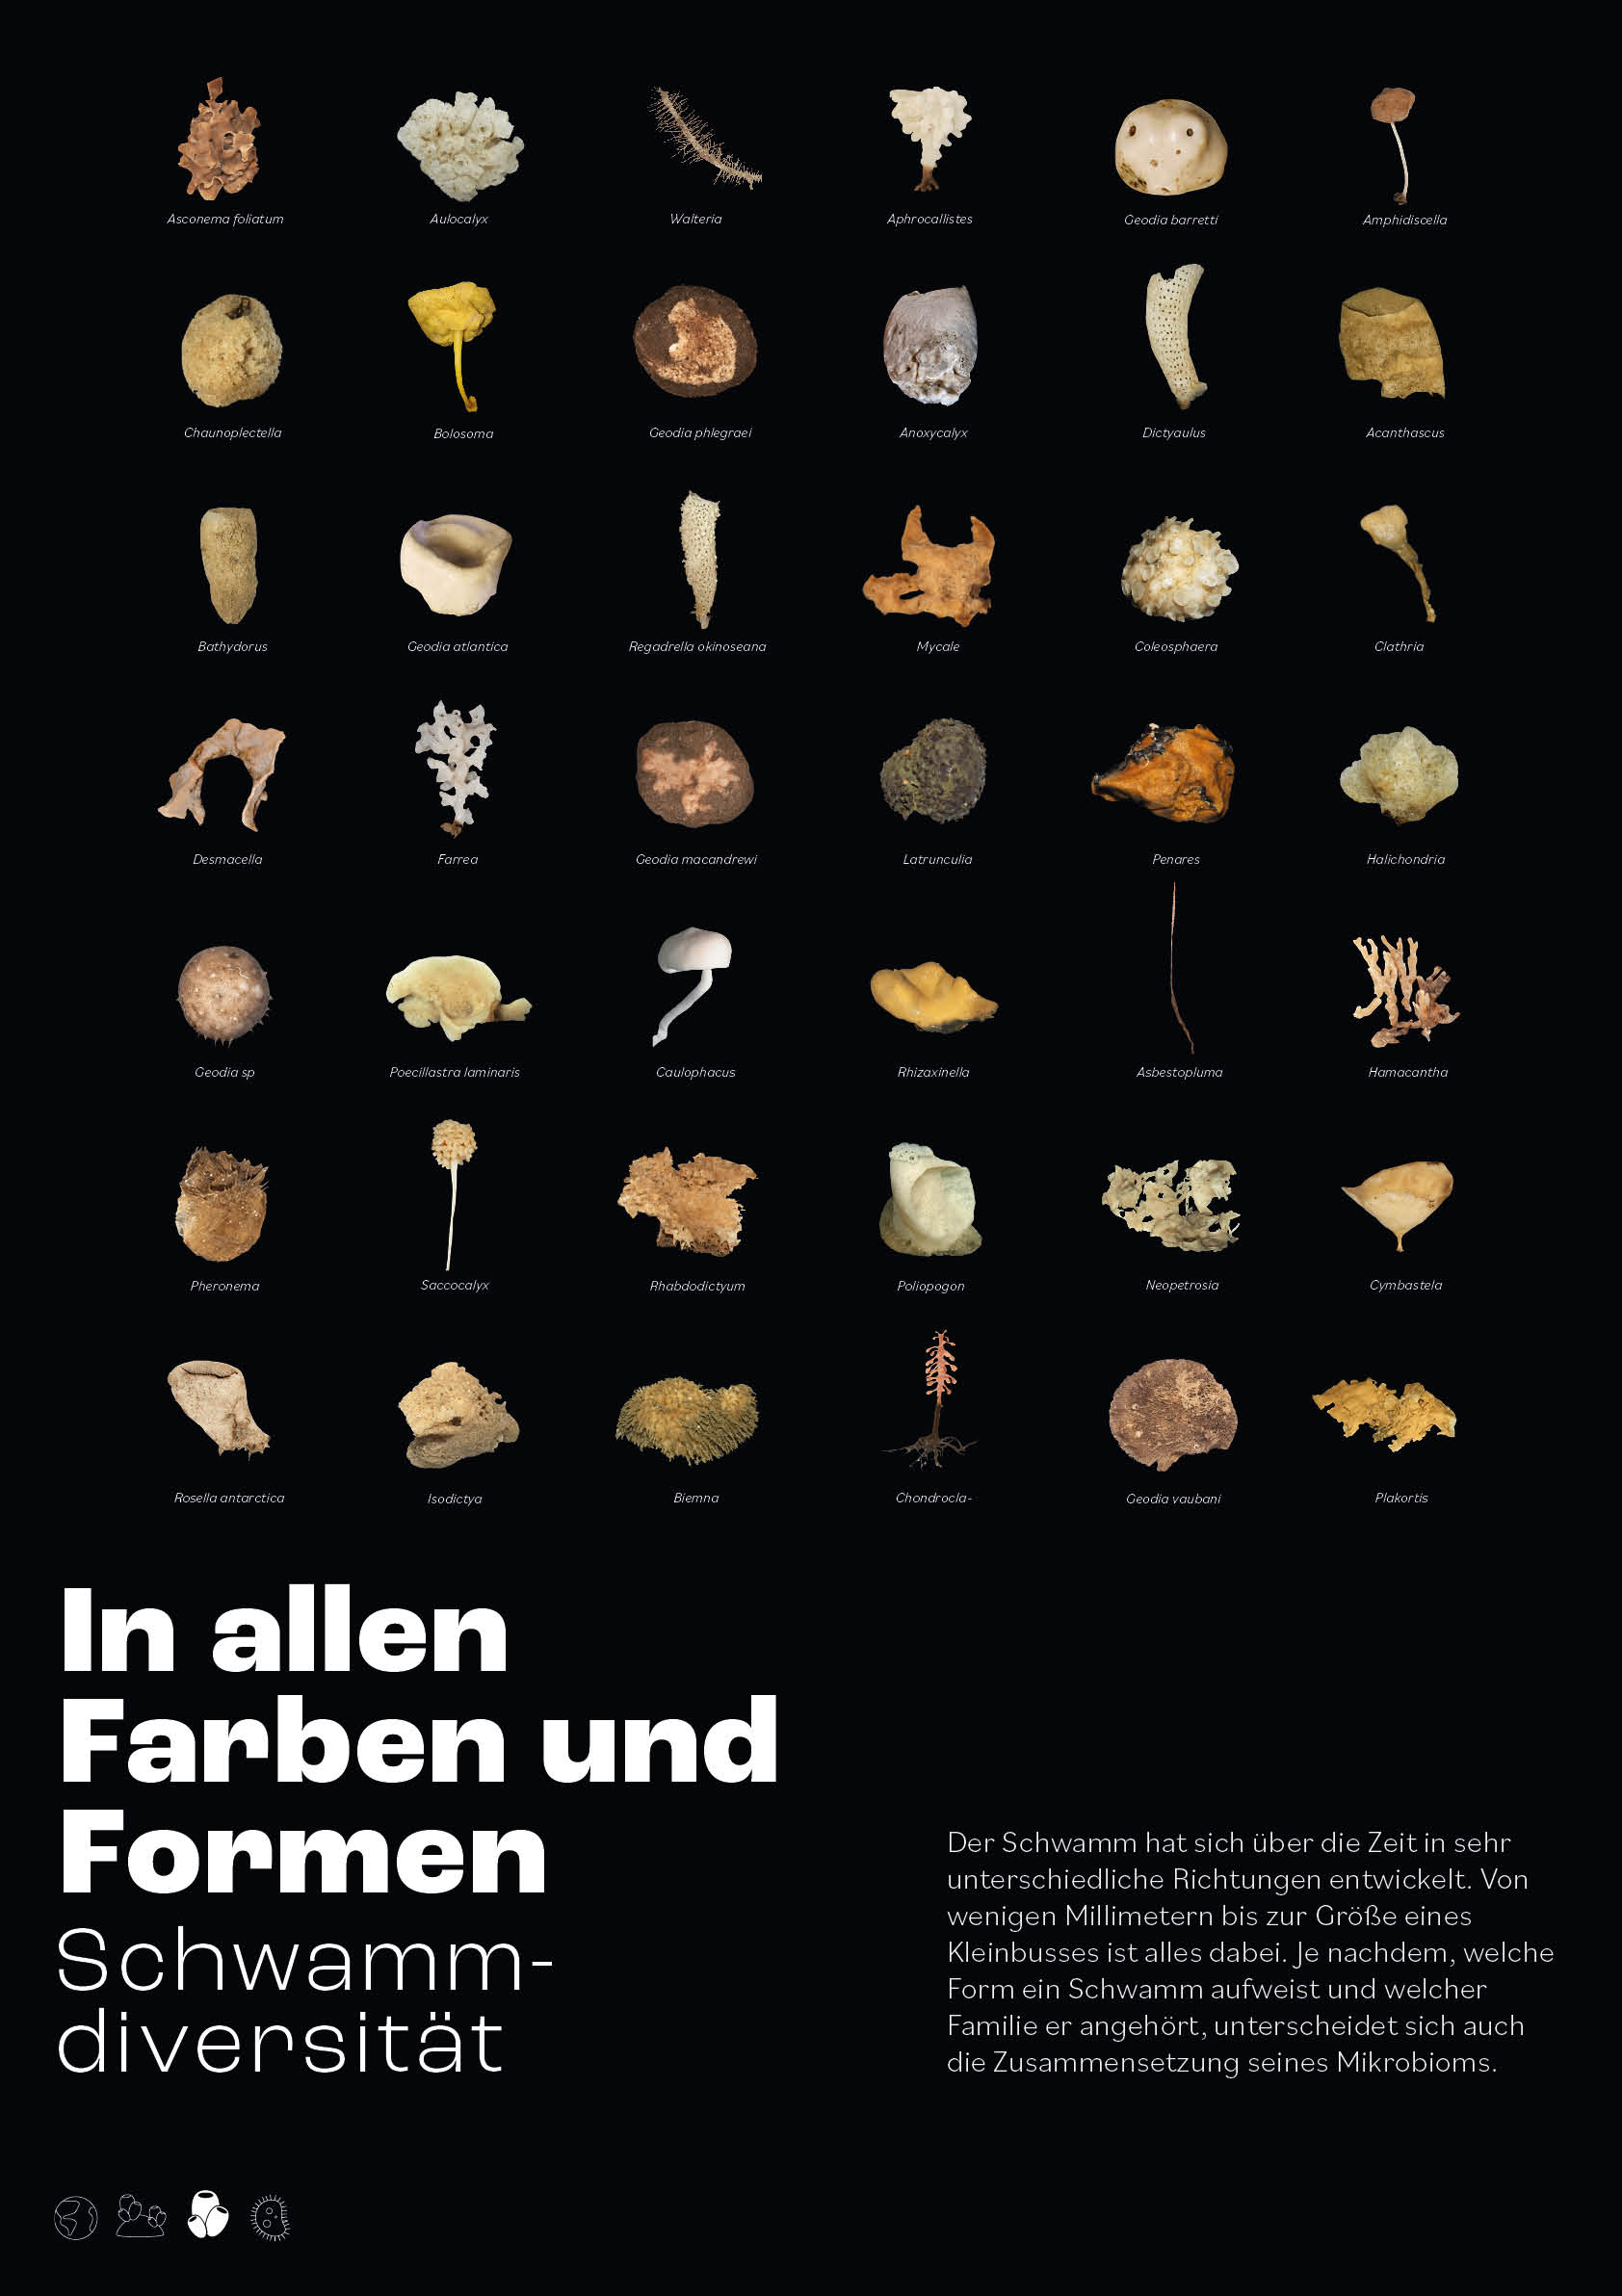 Asconema foliatum
Aulocalyx
Walteria
Aphrocallistes
Geodia barretti
Amphidiscella
Chaunoplectella
Bolosoma
Geodia phlegraei
Anoxycalyx
Dictyaulus
Acanthascus
Bathydorus
Geodia atlantica
Regadrella okinoseana
Mycale
Coleosphaera
Clathria
Desmacella
Farrea
Geodia macandrewi
Latrunculia
Penares
Halichondria
Geodia sp
Poecillastra laminaris
Caulophacus
Rhizaxinella
Asbestopluma
Hamacantha
Pheronema
Saccocalyx
Rhabdodictyum
Poliopogon
Neopetrosia
Cymbastela
Rosella antarctica
Isodictya
Biemna
Chondrocla-
Geodia vaubani
Plakortis
In allen
Farben und
Formen
Schwamm-
diversität
Der Schwamm hat sich über die Zeit in sehr
unterschiedliche Richtungen entwickelt. Von
wenigen Millimetern bis zur Größe eines
Kleinbusses ist alles dabei. Je nachdem, welche
Form ein Schwamm aufweist und welcher
Familie er angehört, unterscheidet sich auch
die Zusammensetzung seines Mikrobioms.